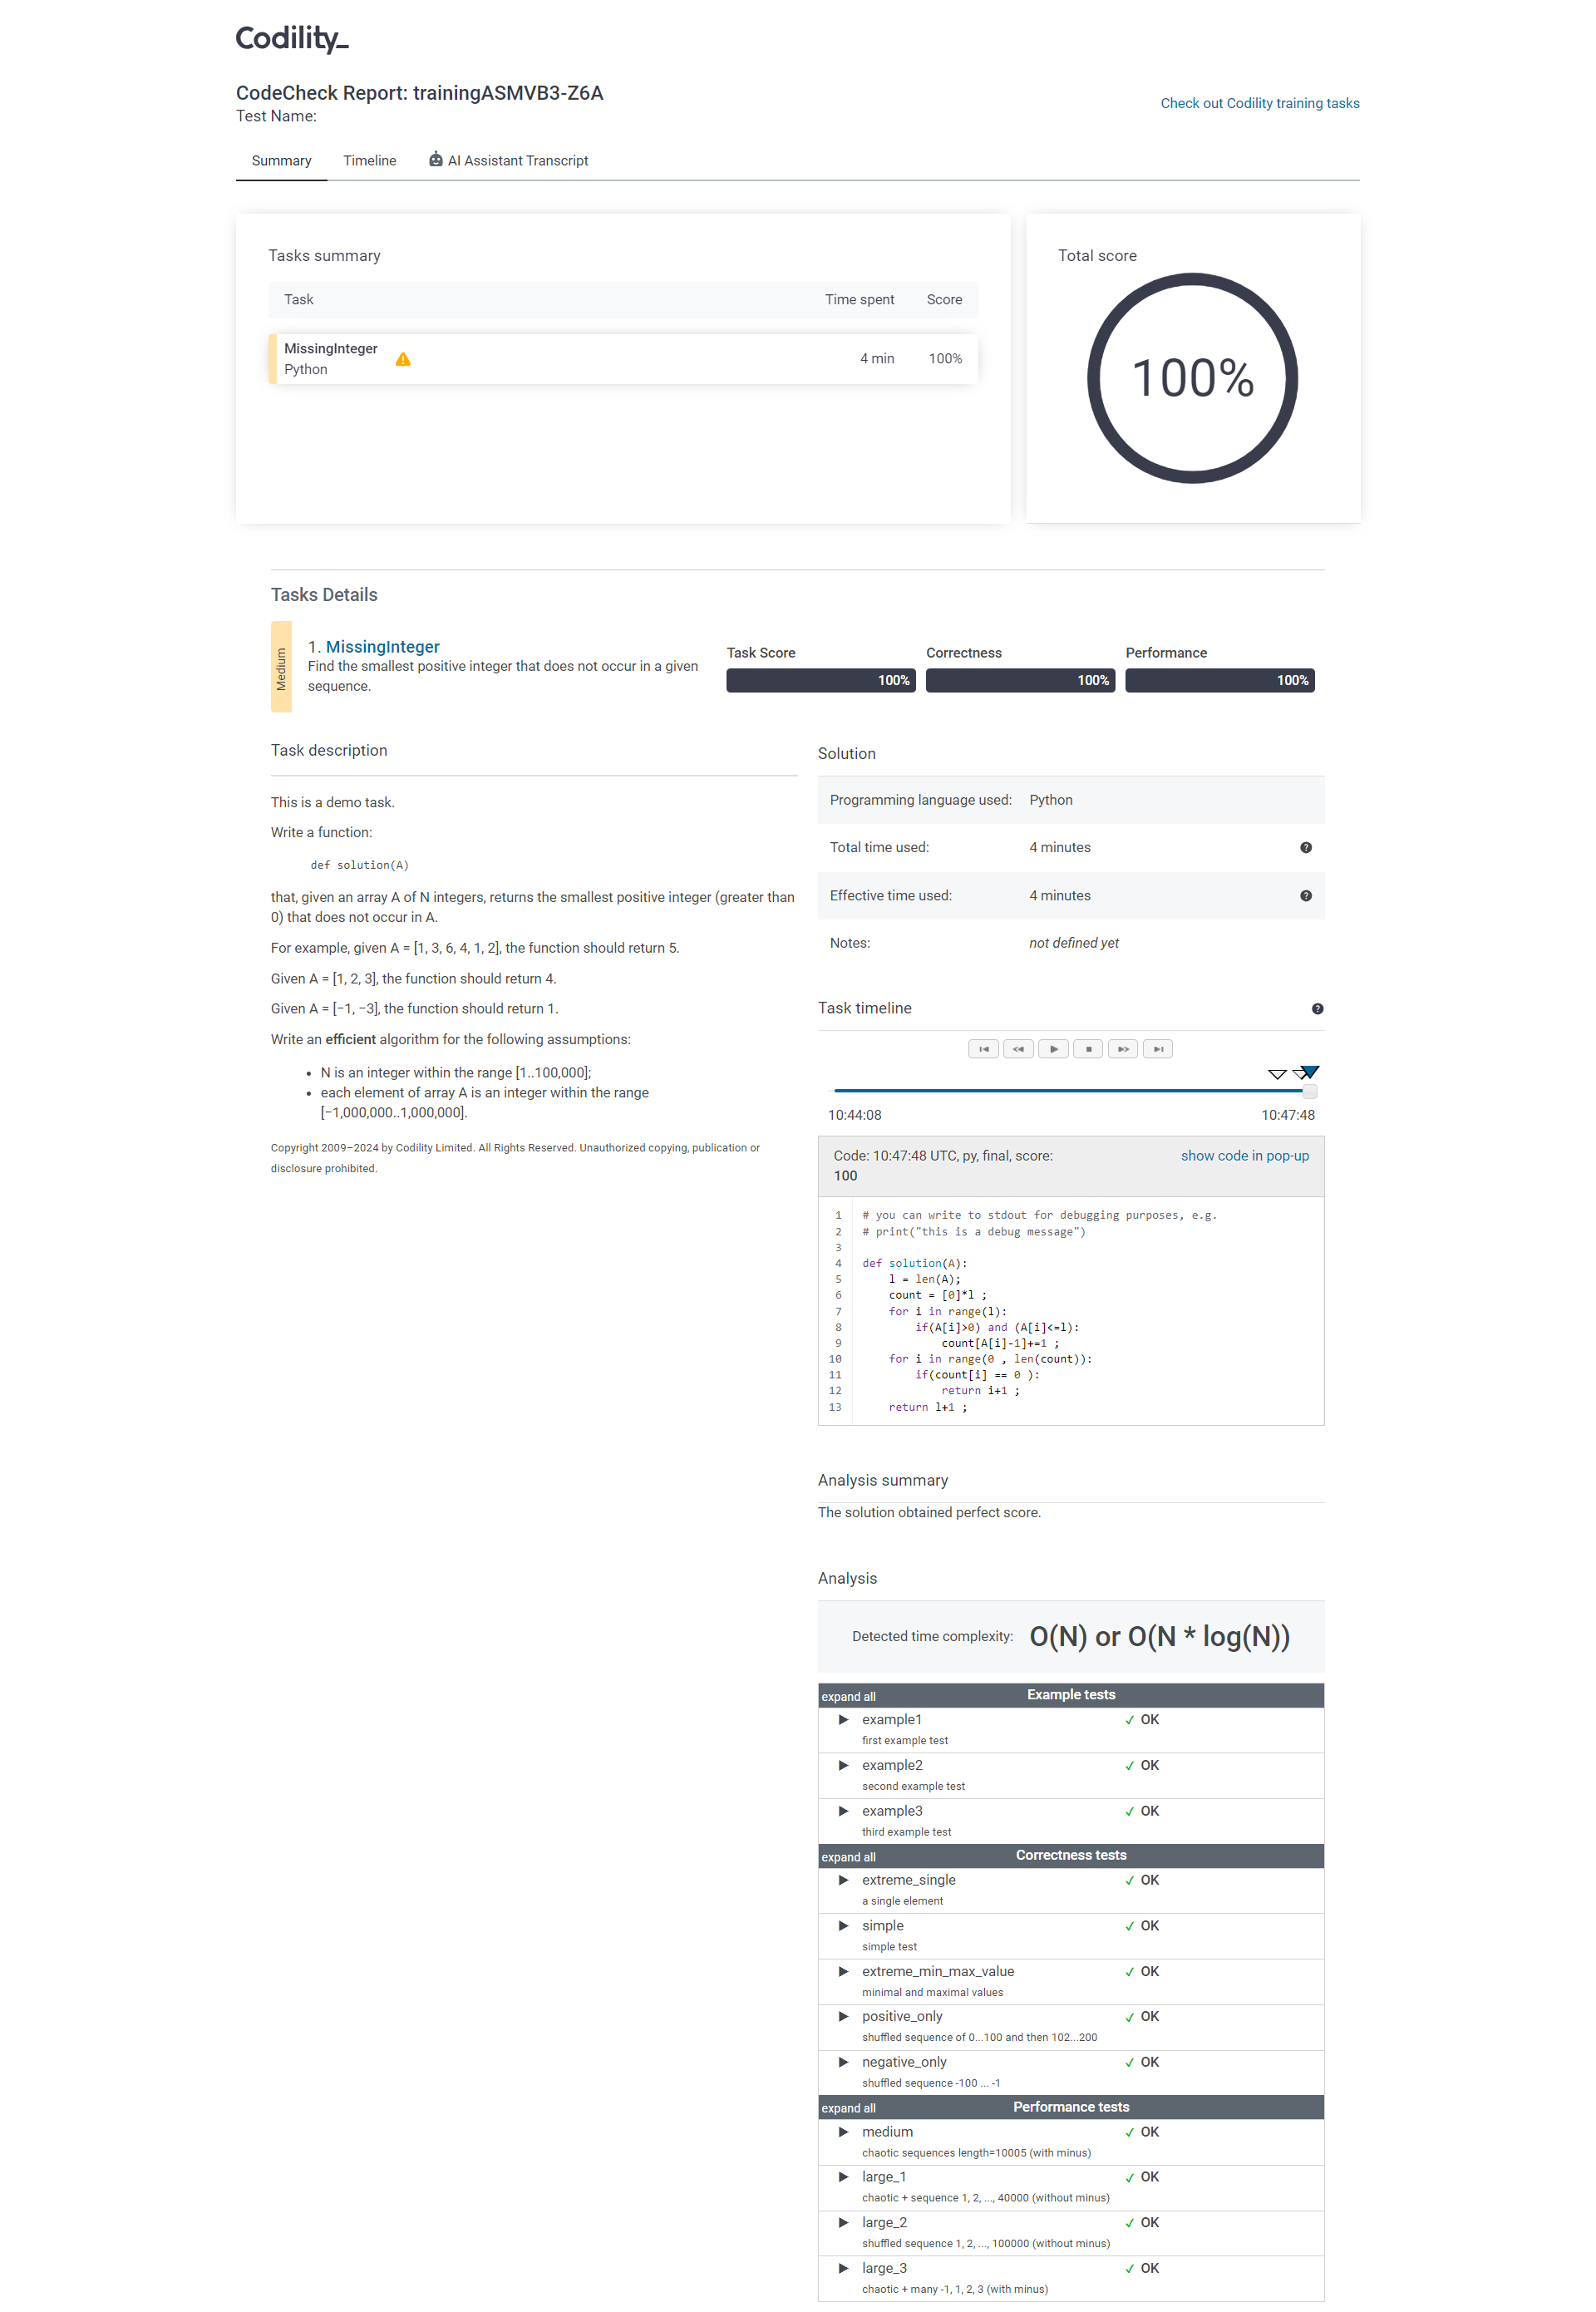 Codility_
CodeCheck Report: trainingASMVB3-Z6A
Test Name:
Check out Codility training tasks
Summary
Timeline
AI Assistant Transcript
Tasks summary
Task Time spent Score
MissingInteger
Python
4 min 100%
Total score
100%
Tasks Details
Medium
1. MissingInteger
Find the smallest positive integer that does not occur in a given
sequence.
Task Score
100%
Correctness
100%
Performance
100%
Task description
This is a demo task.
Write a function:
def solution(A)
that, given an array A of N integers, returns the smallest positive integer (greater than
0) that does not occur in A.
For example, given A = [1, 3, 6, 4, 1, 2], the function should return 5.
Given A = [1, 2, 3], the function should return 4.
Given A = [−1, −3], the function should return 1.
Write an efficient algorithm for the following assumptions:
• N is an integer within the range [1..100,000];
• each element of array A is an integer within the range
[−1,000,000..1,000,000].
Copyright 2009–2024 by Codility Limited. All Rights Reserved. Unauthorized copying, publication or
disclosure prohibited.
Solution
Programming language used: Python
Total time used: 4 minutes
Effective time used: 4 minutes
Notes: not defined yet
Task timeline
10:44:08 10:47:48
Code: 10:47:48 UTC, py, final, score:
100
show code in pop-up
1 # you can write to stdout for debugging purposes, e.g.
2 # print("this is a debug message")
3
4 def solution(A):
5     l = len(A);
6     count = [0]*l ;
7     for i in range(l):
8         if(A[i]>0) and (A[i]<=l):
9             count[A[i]-1]+=1 ;
10     for i in range(0 , len(count)):
11         if(count[i] == 0 ):
12             return i+1 ;
13     return l+1 ;
Analysis summary
The solution obtained perfect score.
Analysis
Detected time complexity: O(N) or O(N * log(N))
expand all Example tests
example1 ✓ OK
first example test
example2 ✓ OK
second example test
example3 ✓ OK
third example test
expand all Correctness tests
extreme_single ✓ OK
a single element
simple ✓ OK
simple test
extreme_min_max_value ✓ OK
minimal and maximal values
positive_only ✓ OK
shuffled sequence of 0...100 and then 102...200
negative_only ✓ OK
shuffled sequence -100 ... -1
expand all Performance tests
medium ✓ OK
chaotic sequences length=10005 (with minus)
large_1 ✓ OK
chaotic + sequence 1, 2, ..., 40000 (without minus)
large_2 ✓ OK
shuffled sequence 1, 2, ..., 100000 (without minus)
large_3 ✓ OK
chaotic + many -1, 1, 2, 3 (with minus)